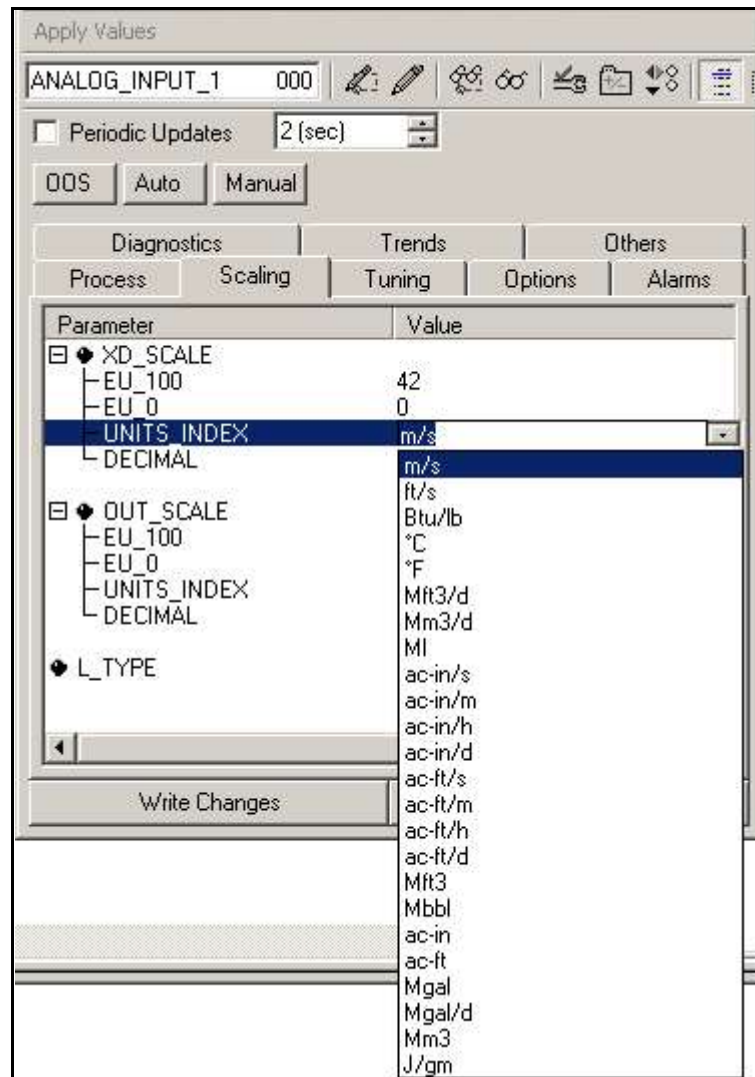 Apply Values
ANALOG_INPUT_1 000
Periodic Updates 2 (sec)
OOS Auto Manual
Diagnostics Trends Others
Process Scaling Tuning Options Alarms
Parameter Value
XD_SCALE
EU_100 42
EU_0 0
UNITS_INDEX m/s
DECIMAL
OUT_SCALE
EU_100
EU_0
UNITS_INDEX
DECIMAL
L_TYPE
m/s
ft/s
Btu/lb
°C
°F
Mft3/d
Mm3/d
Ml
ac-in/s
ac-in/m
ac-in/h
ac-in/d
ac-ft/s
ac-ft/m
ac-ft/h
ac-ft/d
Mft3
Mbbl
ac-in
ac-ft
Mgal
Mgal/d
Mm3
J/gm
Write Changes